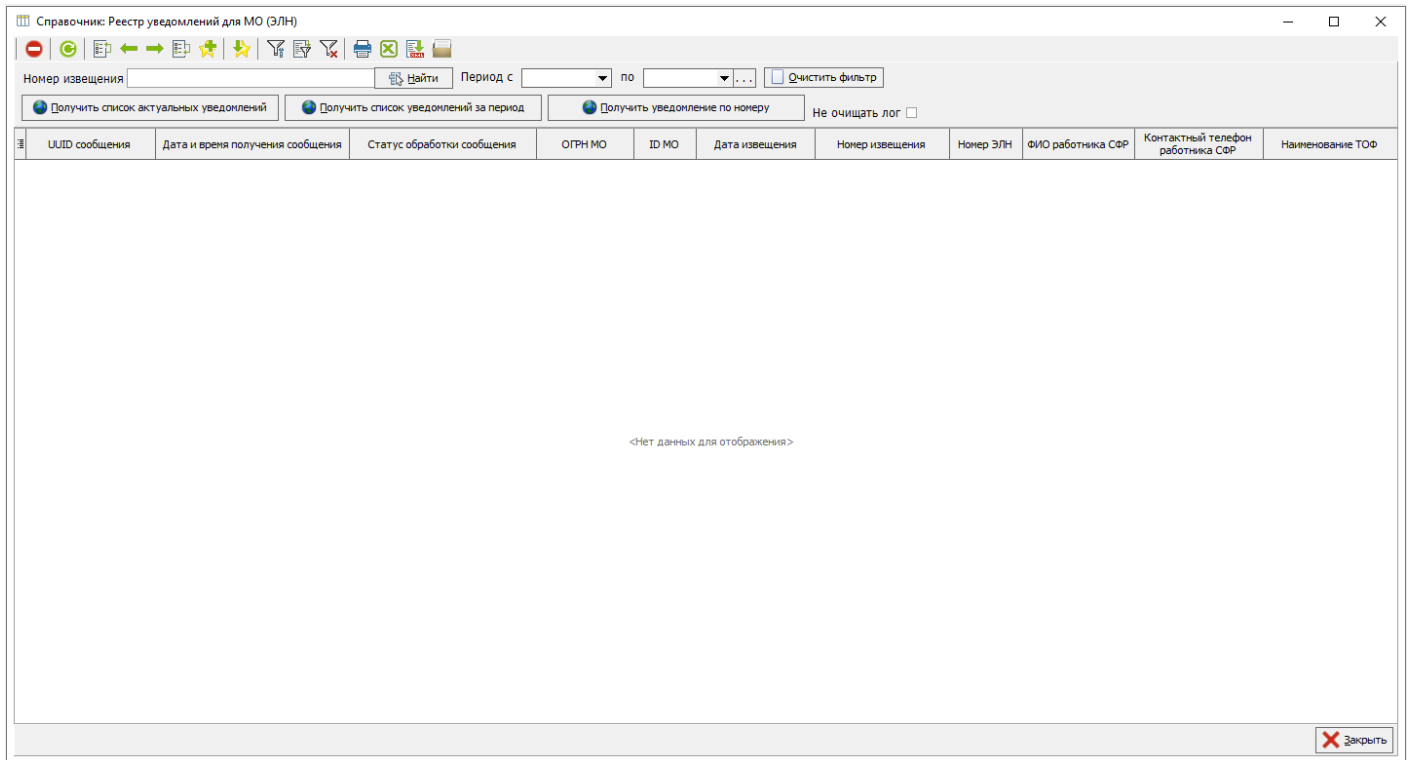 Справочник: Реестр уведомлений для МО (ЭЛН)
Номер извещения Найти Период с по ... Очистить фильтр
Получить список актуальных уведомлений Получить список уведомлений за период Получить уведомление по номеру Не очищать лог
UUID сообщения Дата и время получения сообщения Статус обработки сообщения ОГРН МО ID МО Дата извещения Номер извещения Номер ЭЛН ФИО работника СФР Контактный телефон работника СФР Наименование ТОФ
<Нет данных для отображения>
Закрыть